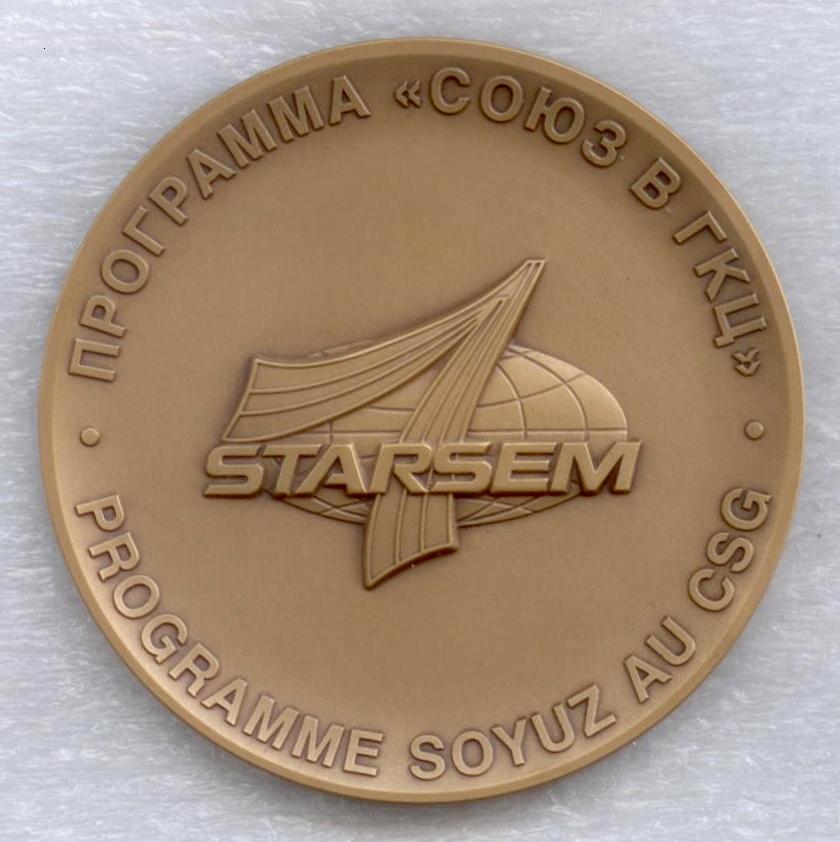 ПРОГРАММА «СОЮЗ В ГКЦ»
STARSEM
PROGRAMME SOYUZ AU CSG